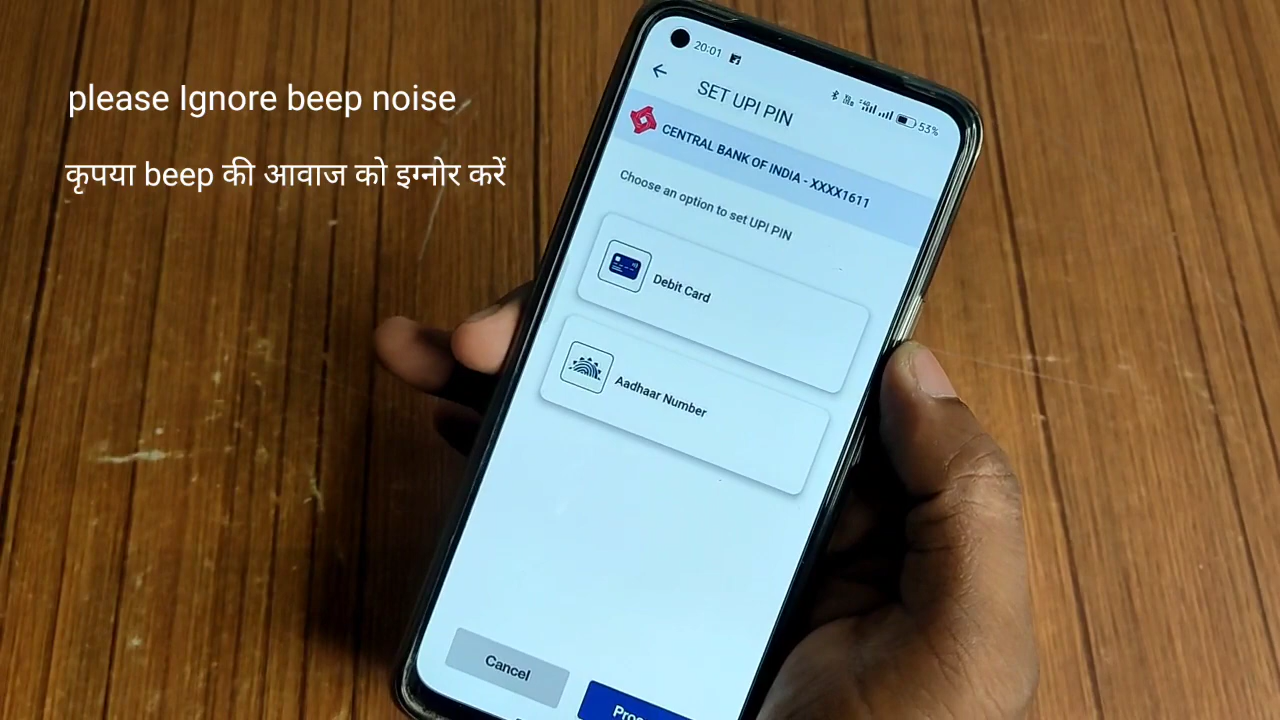 please Ignore beep noise
कृपया beep की आवाज को इग्नोर करें
20:01
53%
SET UPI PIN
CENTRAL BANK OF INDIA - XXXX1611
Choose an option to set UPI PIN
Debit Card
Aadhaar Number
Cancel